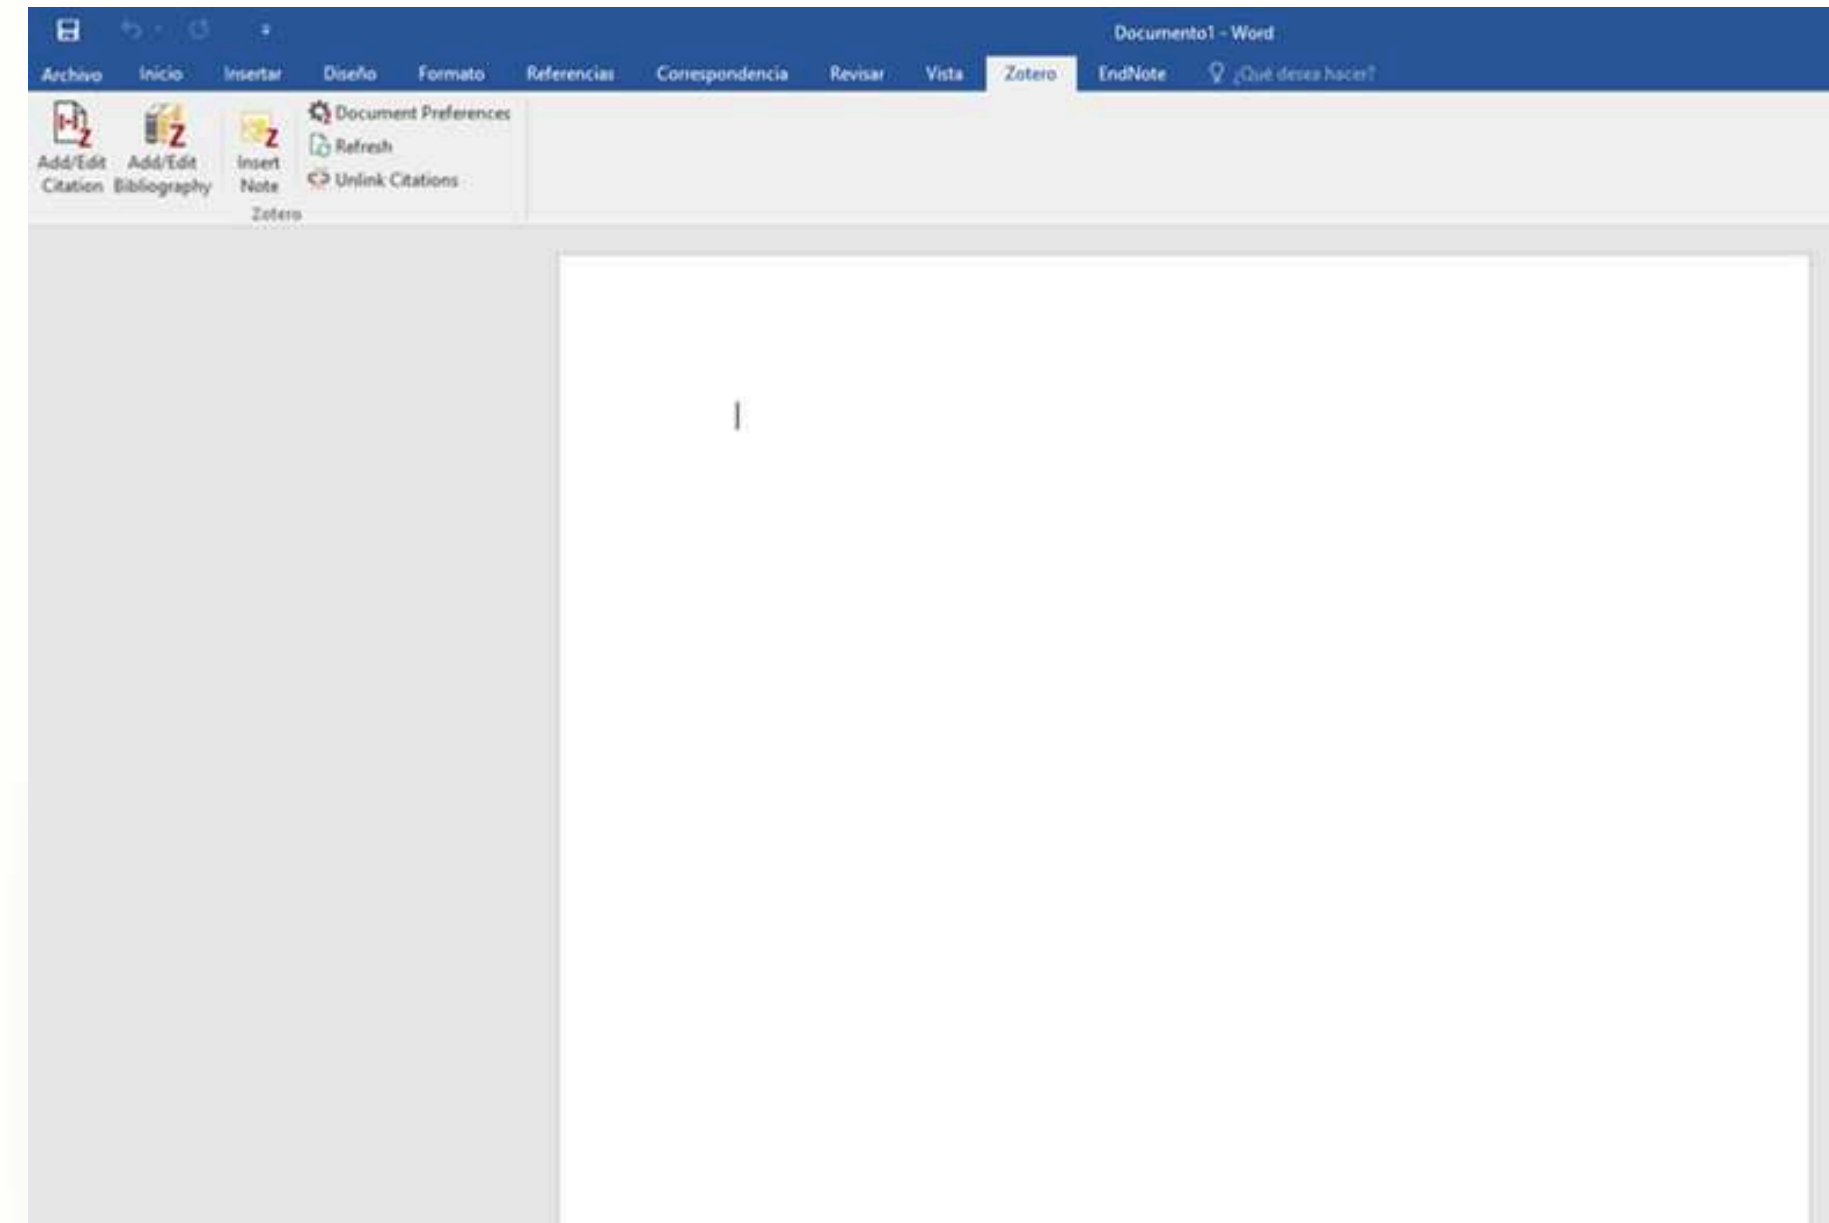 Documento1 - Word
Archivo Inicio Insertar Diseño Formato Referencias Correspondencia Revisar Vista Zotero EndNote ¿Qué desea hacer?
Add/Edit Citation
Add/Edit Bibliography
Insert Note
Document Preferences
Refresh
Unlink Citations
Zotero